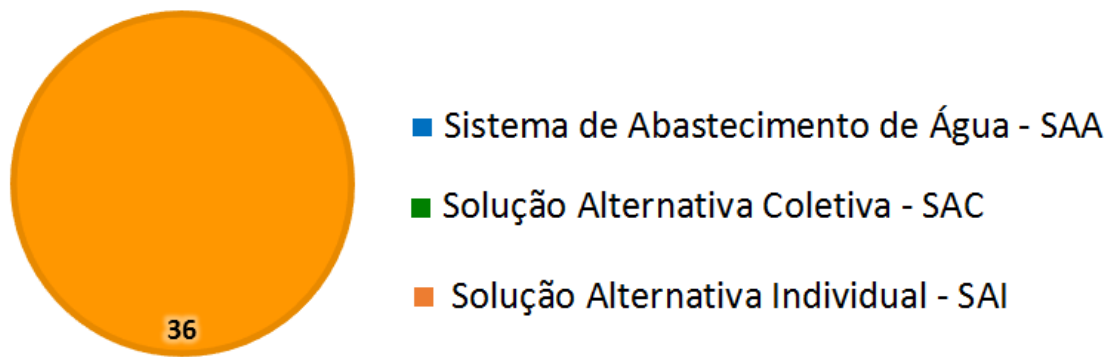 Sistema de Abastecimento de Água - SAA
Solução Alternativa Coletiva - SAC
Solução Alternativa Individual - SAI
36